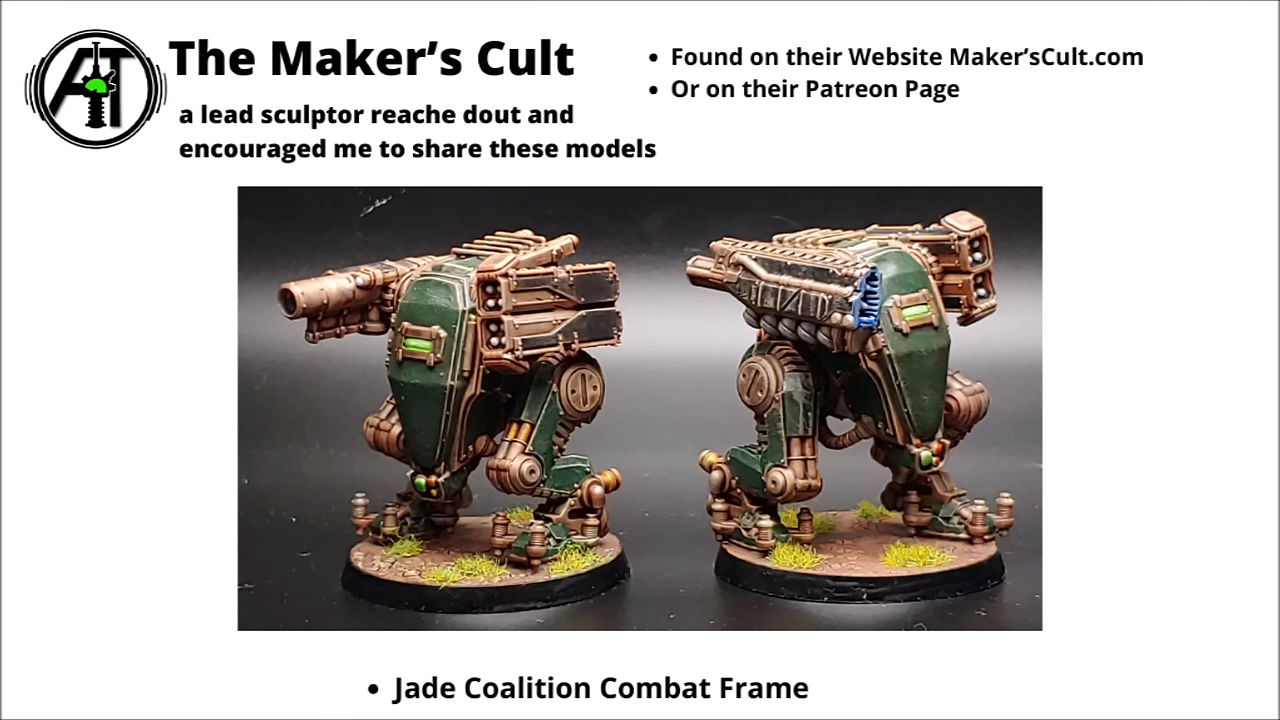 AT
The Maker's Cult
a lead sculptor reache dout and
encouraged me to share these models
• Found on their Website Maker'sCult.com
• Or on their Patreon Page
• Jade Coalition Combat Frame